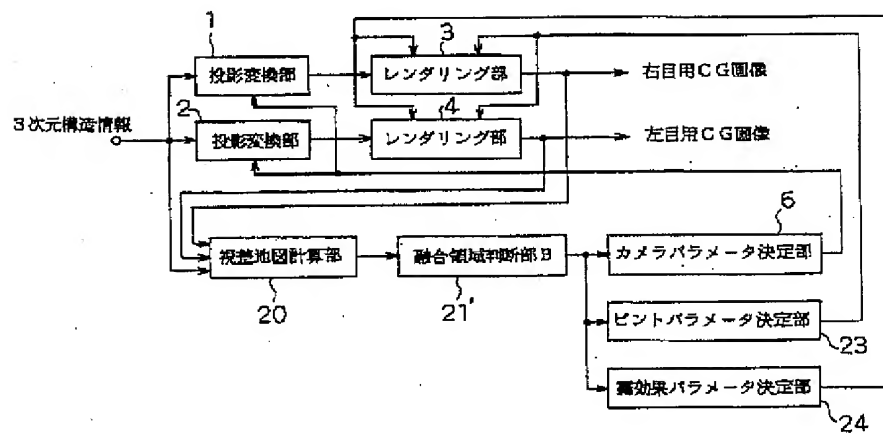 1
投影変換部
3
レンダリング部
右目用CG画像
3次元構造情報
2
投影変換部
4
レンダリング部
左目用CG画像
視差地図計算部
20
融合領域判断部B
21'
5
カメラパラメータ決定部
ピントパラメータ決定部
23
霧効果パラメータ決定部
24